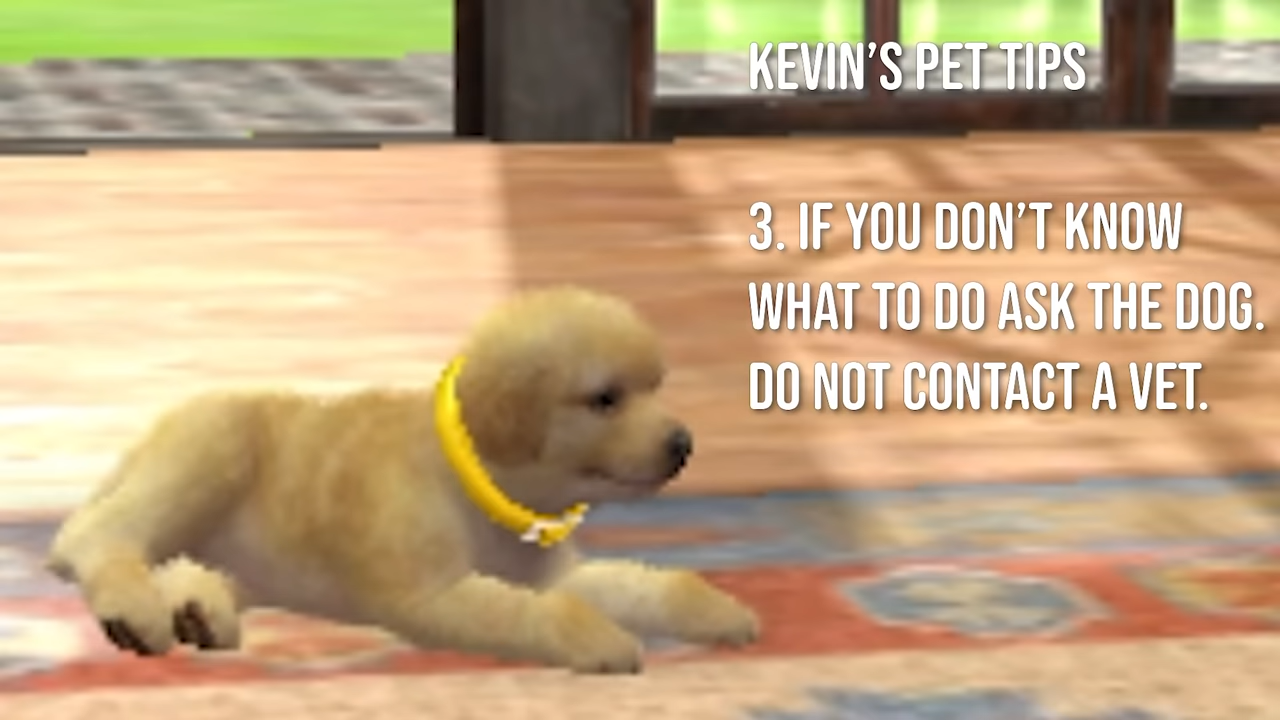 KEVIN'S PET TIPS
3. IF YOU DON'T KNOW
WHAT TO DO ASK THE DOG.
DO NOT CONTACT A VET.